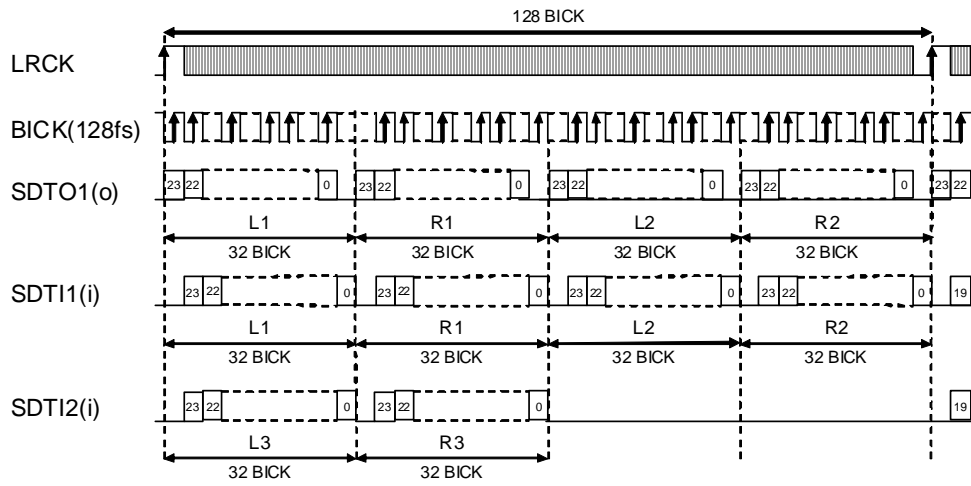 128 BICK
LRCK
BICK(128fs)
SDTO1(o)
23 22 0 23 22 0 23 22 0 23 22 0 23 22
L1 R1 L2 R2
32 BICK 32 BICK 32 BICK 32 BICK
SDTI1(i)
23 22 0 23 22 0 23 22 0 23 22 0 19
L1 R1 L2 R2
32 BICK 32 BICK 32 BICK 32 BICK
SDTI2(i)
23 22 0 23 22 0 19
L3 R3
32 BICK 32 BICK